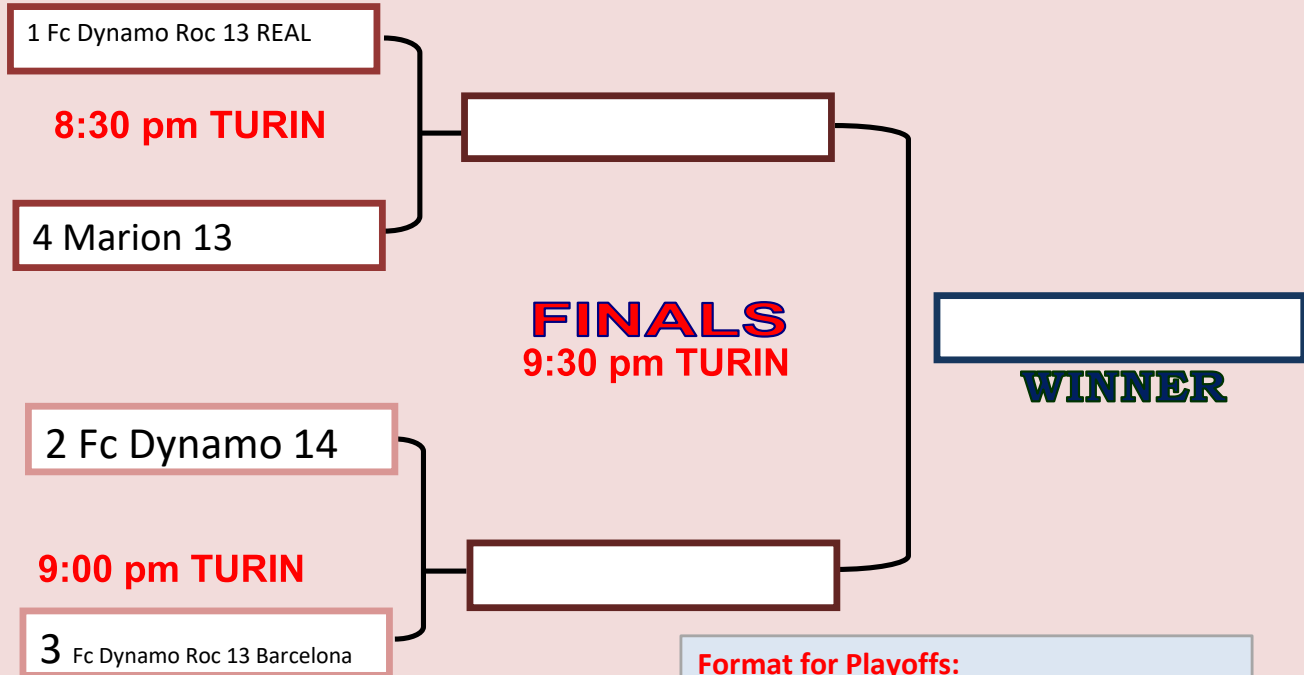 1 Fc Dynamo Roc 13 REAL
8:30 pm TURIN
4 Marion 13
FINALS
9:30 pm TURIN
WINNER
2 Fc Dynamo 14
9:00 pm TURIN
3 Fc Dynamo Roc 13 Barcelona
Format for Playoffs: